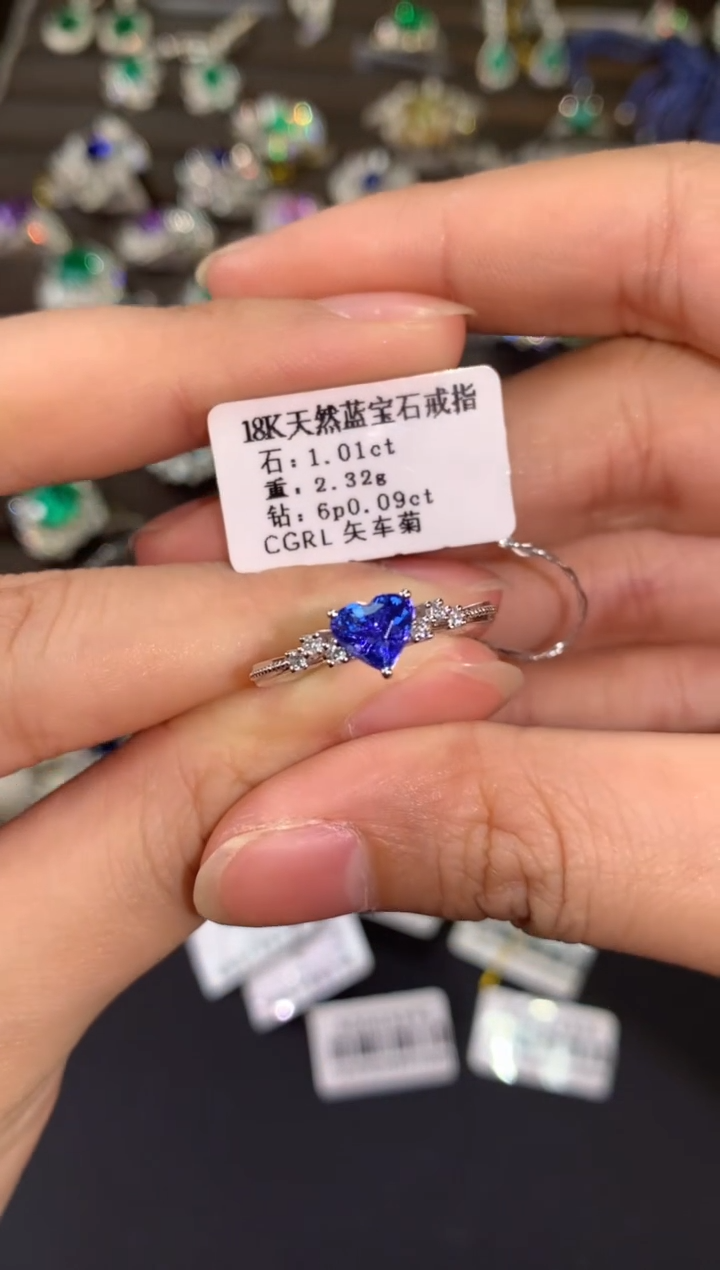 18K天然蓝宝石戒指
石：1.01ct
重：2.32g
钻：6p0.09ct
CGRL 矢车菊